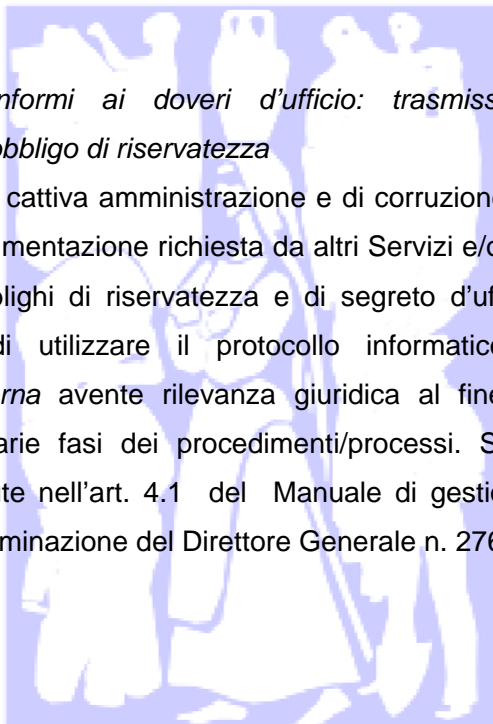 nformi ai doveri d’ufficio: trasmiss
obbligo di riservatezza
cattiva amministrazione e di corruzione
mentazione richiesta da altri Servizi e/o
olighi di riservatezza e di segreto d’uf
di utilizzare il protocollo informatico
rna avente rilevanza giuridica al fine
arie fasi dei procedimenti/processi. S
te nell’art. 4.1 del Manuale di gestio
minazione del Direttore Generale n. 276